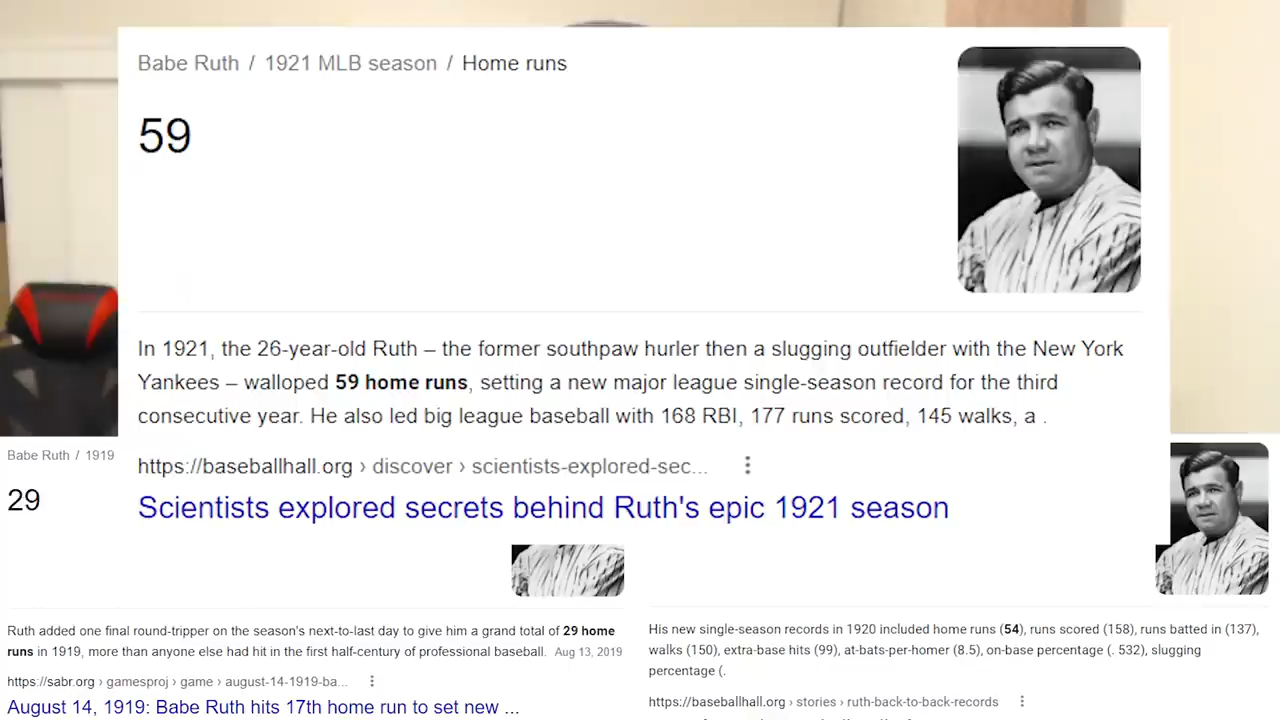 Babe Ruth / 1921 MLB season / Home runs
59
In 1921, the 26-year-old Ruth – the former southpaw hurler then a slugging outfielder with the New York
Yankees – walloped 59 home runs, setting a new major league single-season record for the third
consecutive year. He also led big league baseball with 168 RBI, 177 runs scored, 145 walks, a .
https://baseballhall.org › discover › scientists-explored-sec...
Scientists explored secrets behind Ruth's epic 1921 season
Babe Ruth / 1919
29
Ruth added one final round-tripper on the season's next-to-last day to give him a grand total of 29 home
runs in 1919, more than anyone else had hit in the first half-century of professional baseball. Aug 13, 2019
https://sabr.org › gamesproj › game › august-14-1919-ba...
August 14, 1919: Babe Ruth hits 17th home run to set new ...
His new single-season records in 1920 included home runs (54), runs scored (158), runs batted in (137),
walks (150), extra-base hits (99), at-bats-per-homer (8.5), on-base percentage (. 532), slugging
percentage (.
https://baseballhall.org › stories › ruth-back-to-back-records